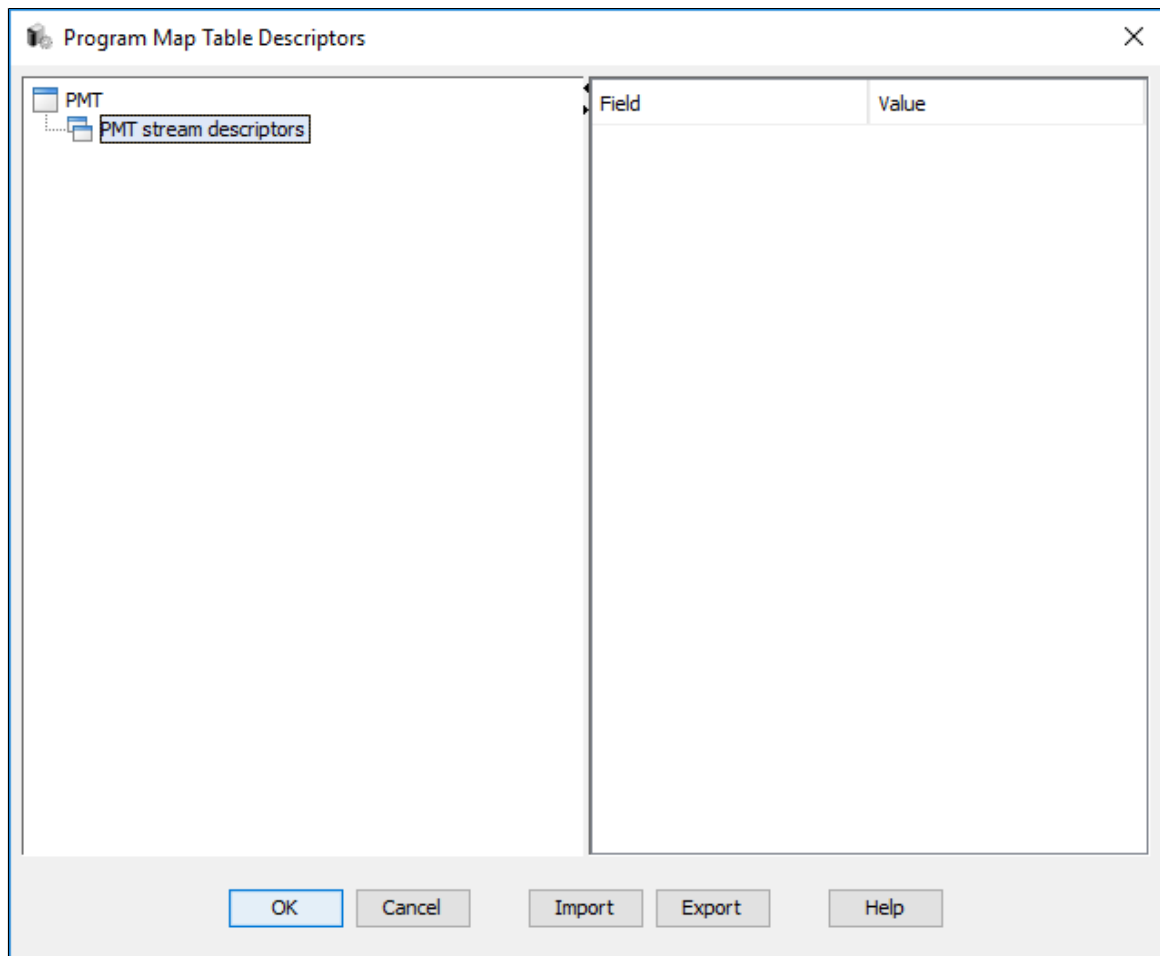 Program Map Table Descriptors
PMT
PMT stream descriptors
Field Value
OK Cancel Import Export Help